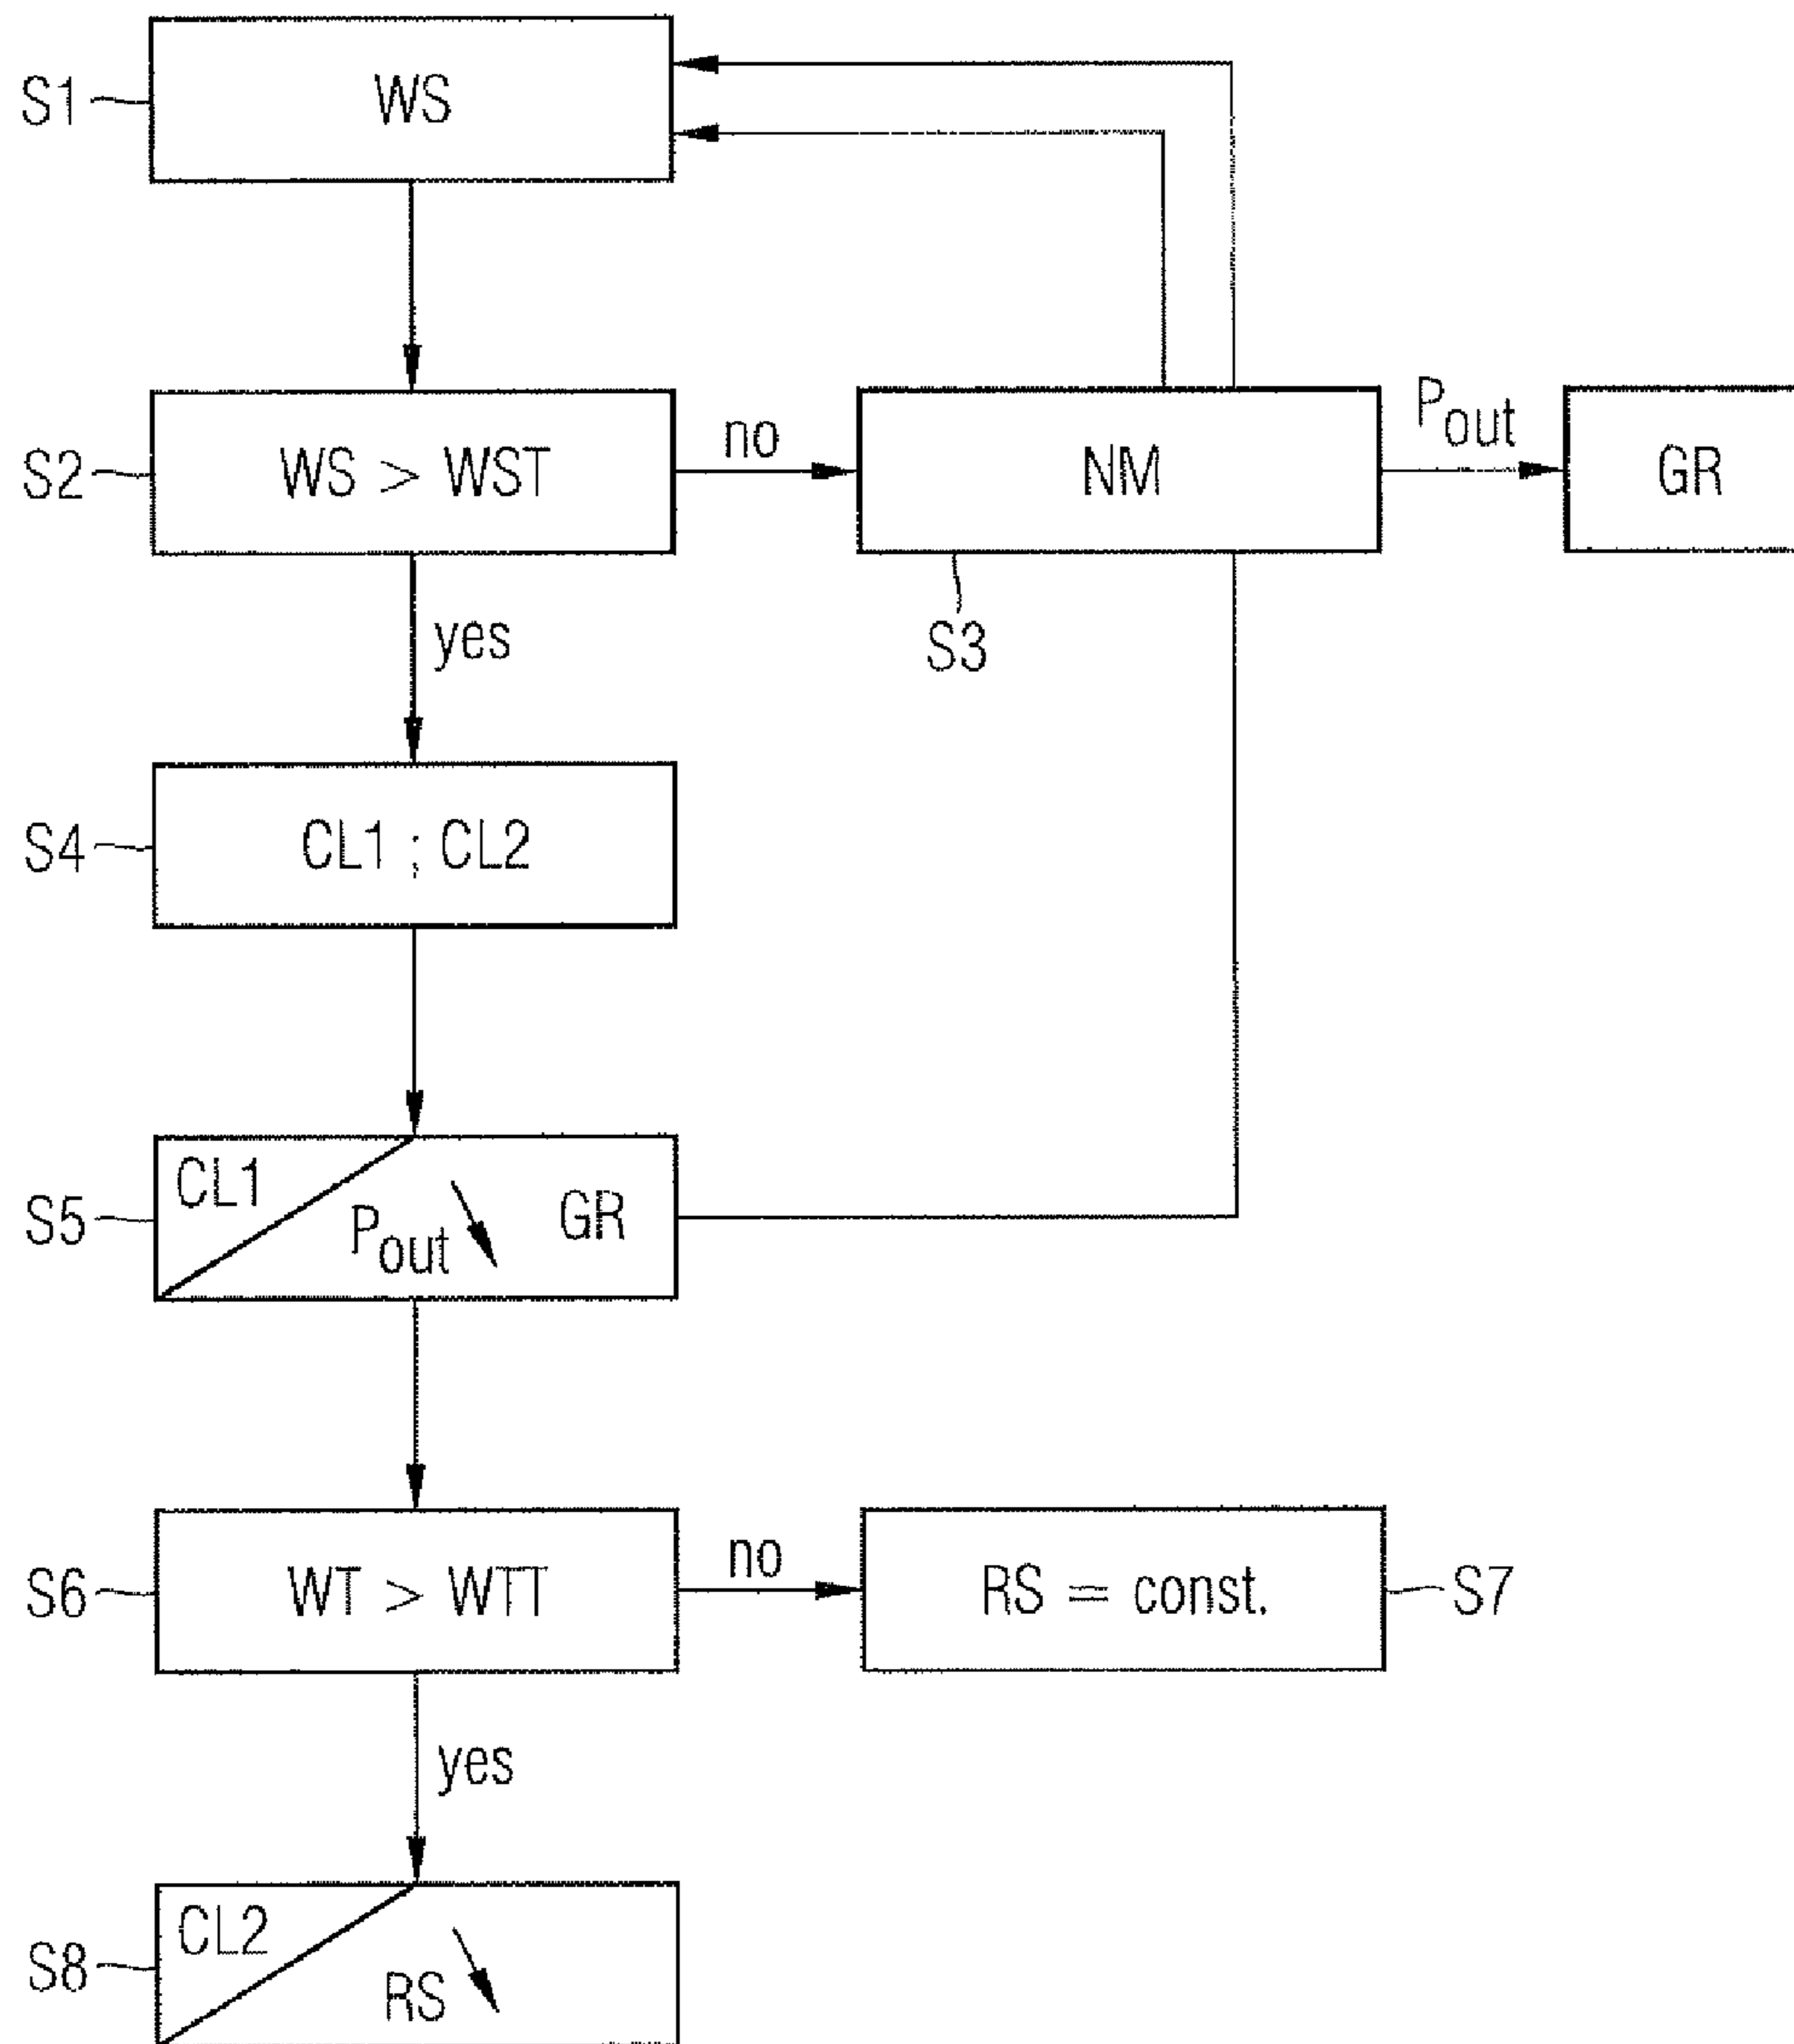 S1
WS
S2
WS > WST
no
NM
Pout
GR
yes
S3
S4
CL1 ; CL2
S5
CL1
Pout
GR
S6
WT > WTT
no
RS = const.
S7
yes
S8
CL2
RS